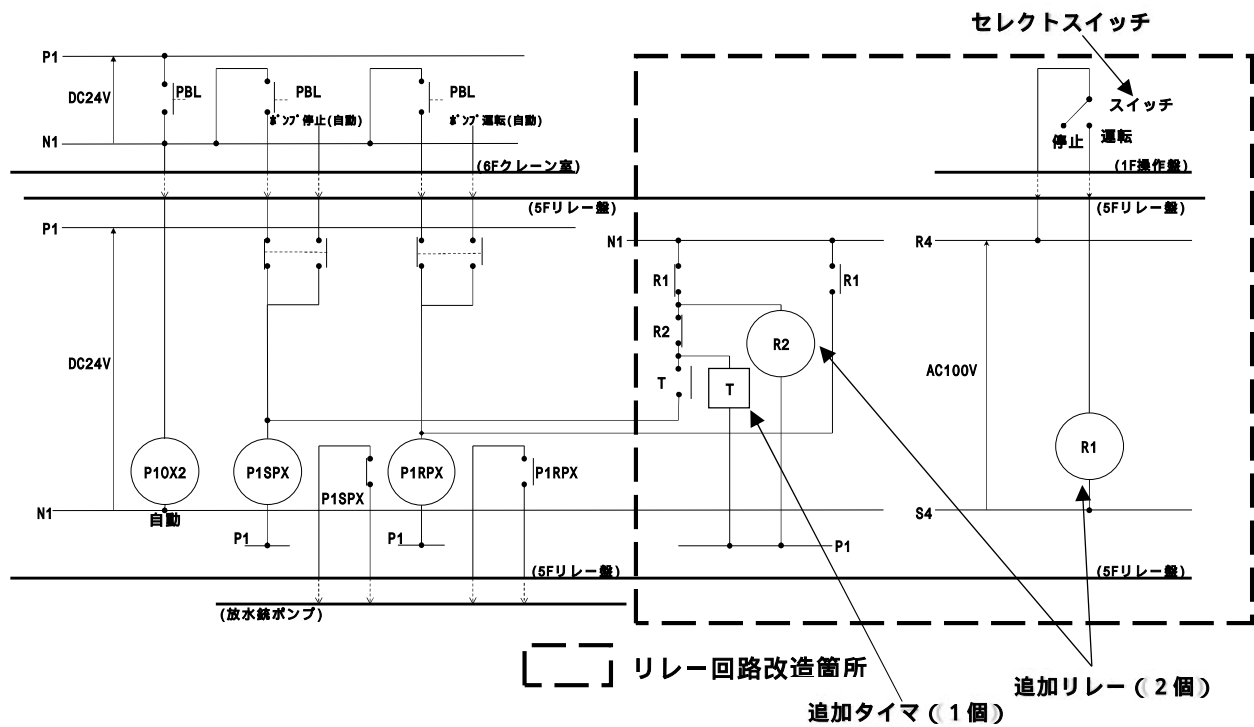 セレクトスイッチ
P1
DC24V
PBL
PBL
PBL
ﾎﾟﾝﾌﾟ停止(自動)
ﾎﾟﾝﾌﾟ運転(自動)
N1
スイッチ
停止
運転
(6Fクレーン室)
(1F操作盤)
(5Fリレー盤)
(5Fリレー盤)
P1
N1
R4
R1
R1
R2
R2
DC24V
T
T
AC100V
P10X2
P1SPX
P1SPX
P1RPX
P1RPX
R1
N1
自動
S4
P1
P1
P1
(5Fリレー盤)
(5Fリレー盤)
(放水銃ポンプ)
リレー回路改造箇所
追加リレー(2個)
追加タイマ(1個)